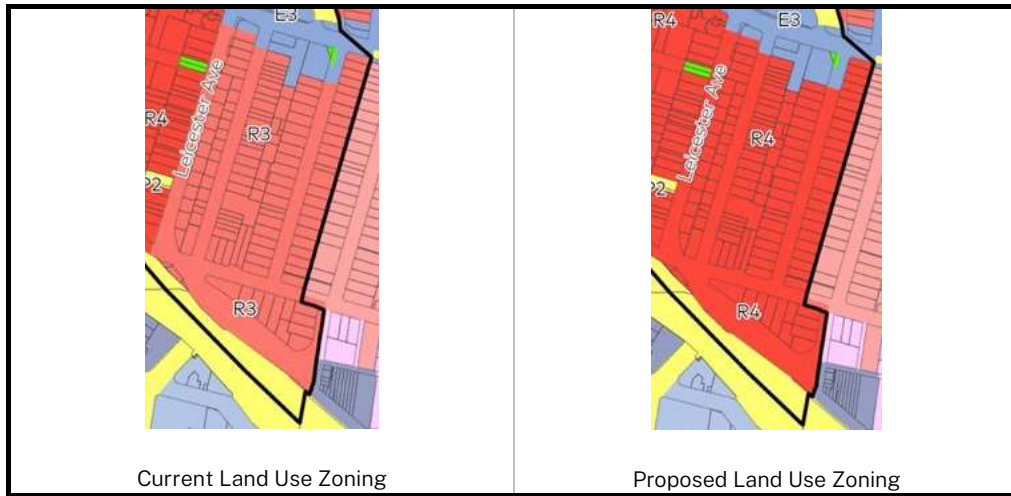 E3
R4
Leicester Ave
R3
P2
R3
Current Land Use Zoning
R4
E3
Leicester Ave
R4
P2
R4
Proposed Land Use Zoning